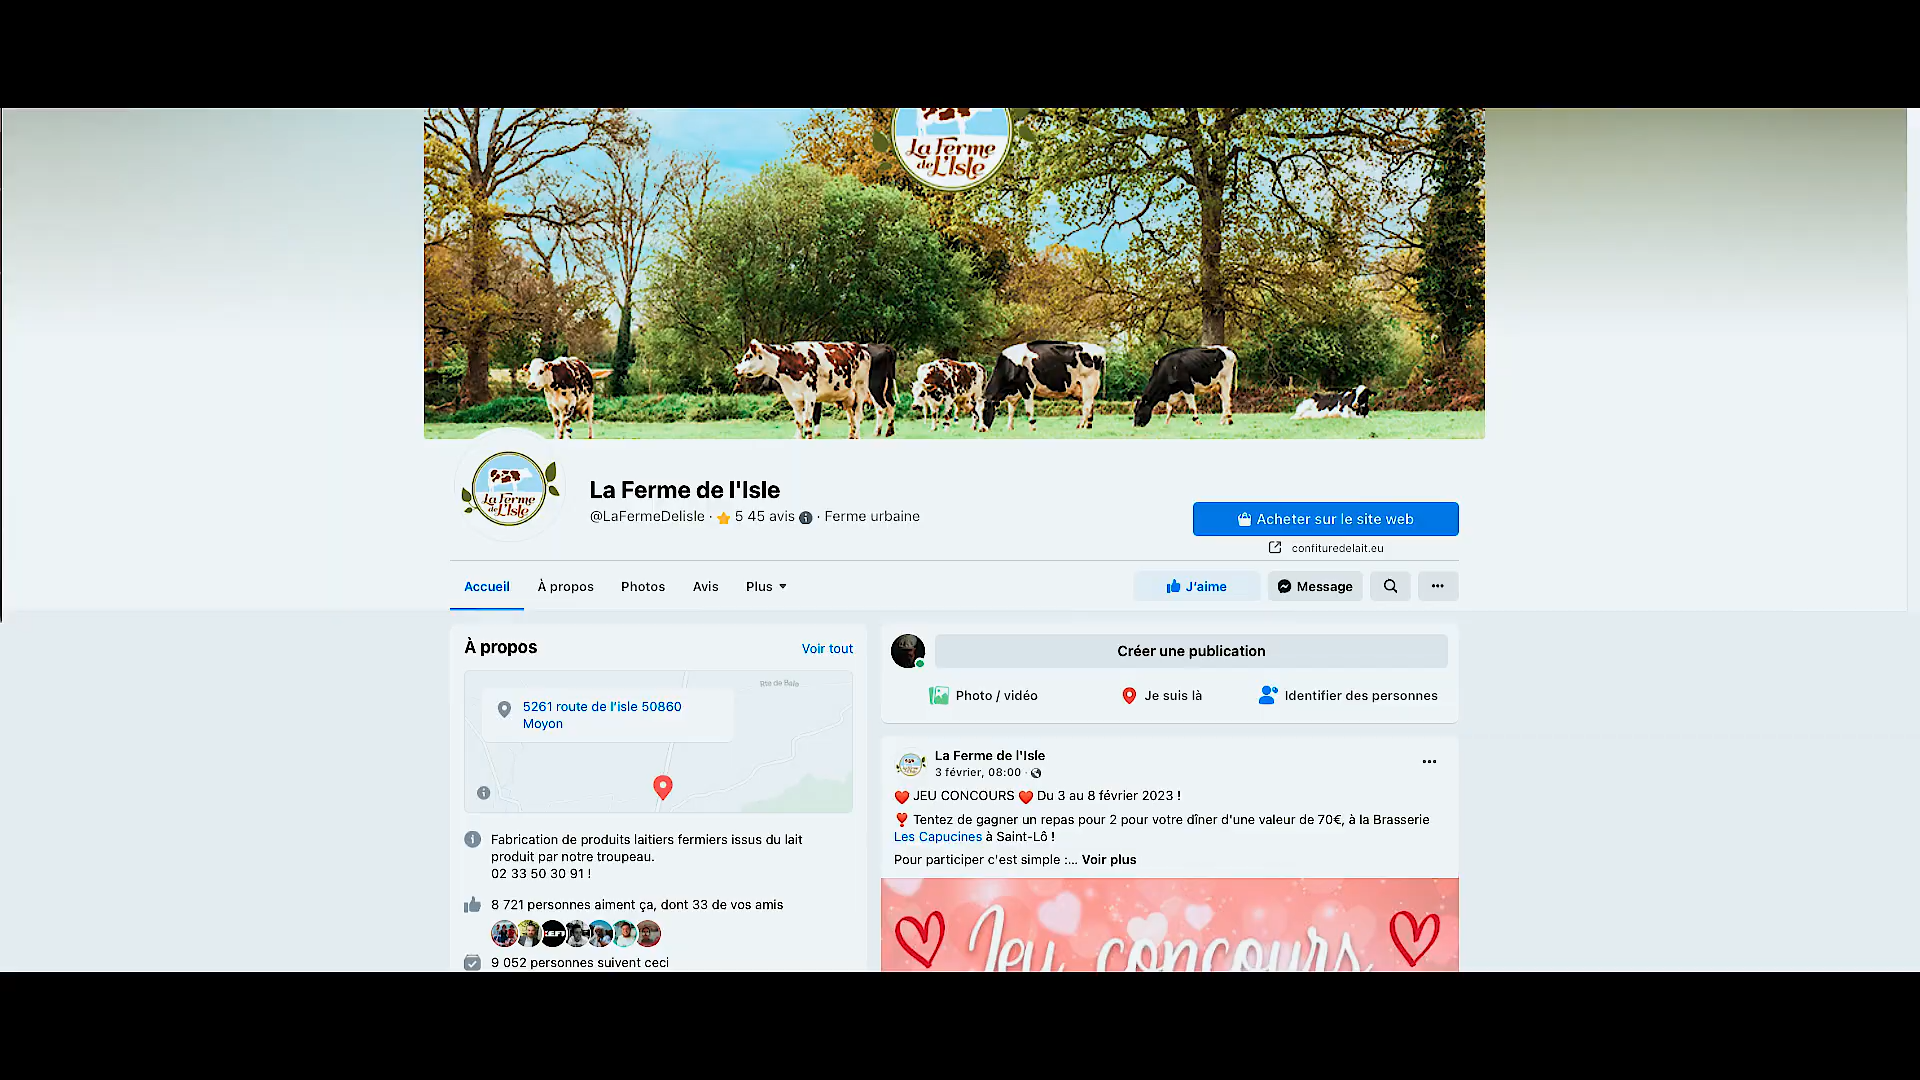 La Ferme
de L'Isle
La Ferme
de L'Isle
La Ferme de l'Isle
@LaFermeDelisle · 5 45 avis · Ferme urbaine
Acheter sur le site web
confituredelait.eu
Accueil
À propos
Photos
Avis
Plus
J'aime
Message
À propos
Voir tout
5261 route de l'isle 50860
Moyon
Fabrication de produits laitiers fermiers issus du lait
produit par notre troupeau.
02 33 50 30 91 !
8 721 personnes aiment ça, dont 33 de vos amis
9 052 personnes suivent ceci
Créer une publication
Photo / vidéo
Je suis là
Identifier des personnes
La Ferme de l'Isle
3 février, 08:00 ·
JEU CONCOURS Du 3 au 8 février 2023 !
Tentez de gagner un repas pour 2 pour votre dîner d'une valeur de 70€, à la Brasserie
Les Capucines à Saint-Lô !
Pour participer c'est simple :... Voir plus
Jeu concours